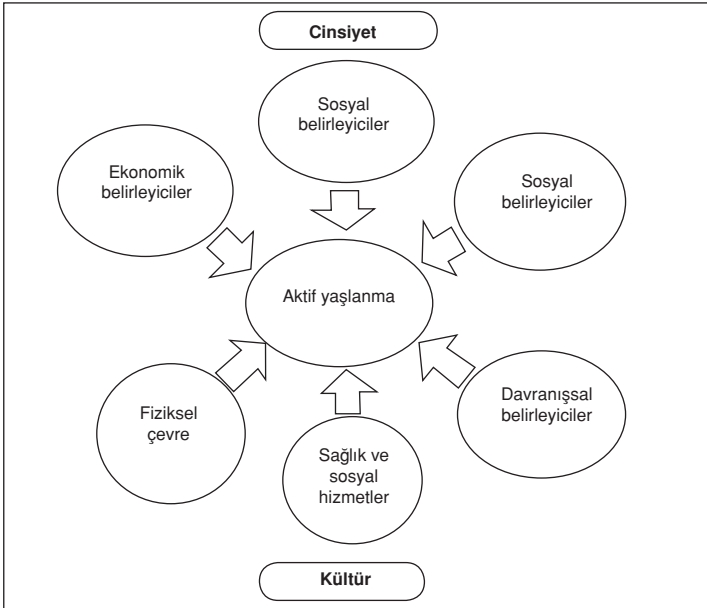 Cinsiyet
Sosyal
belirleyiciler
Ekonomik
belirleyiciler
Sosyal
belirleyiciler
Aktif yaşlanma
Fiziksel
çevre
Davranışsal
belirleyiciler
Sağlık ve
sosyal
hizmetler
Kültür